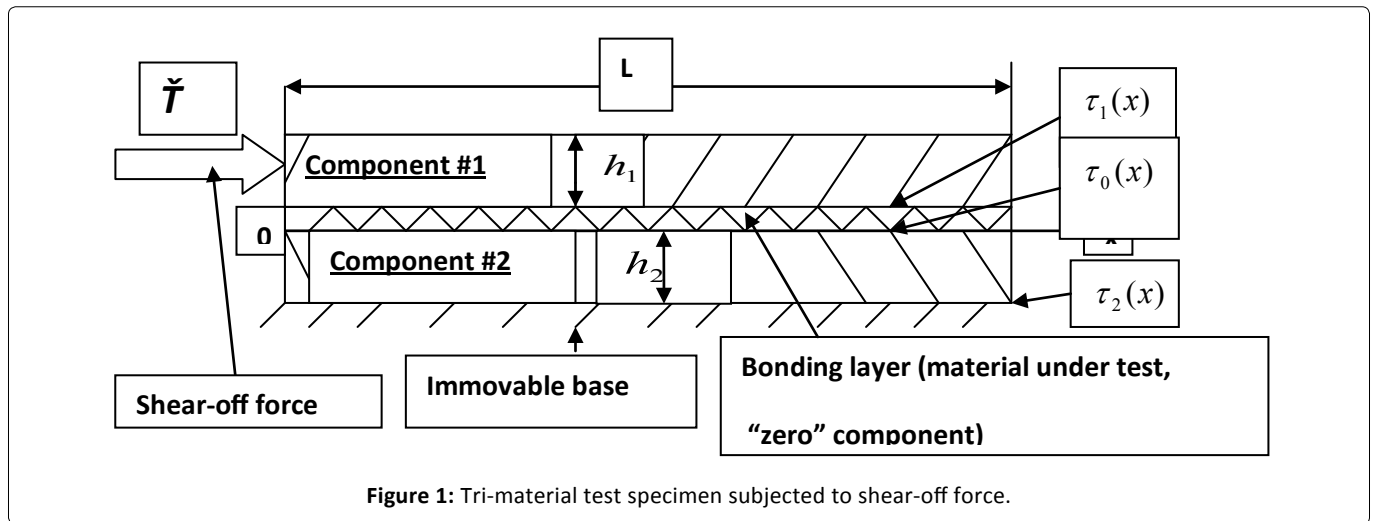 L
Ť
τ₁(x)
Component #1
h₁
τ₀(x)
0
x
Component #2
h₂
τ₂(x)
Shear-off force
Immovable base
Bonding layer (material under test,
“zero” component)
Figure 1: Tri-material test specimen subjected to shear-off force.